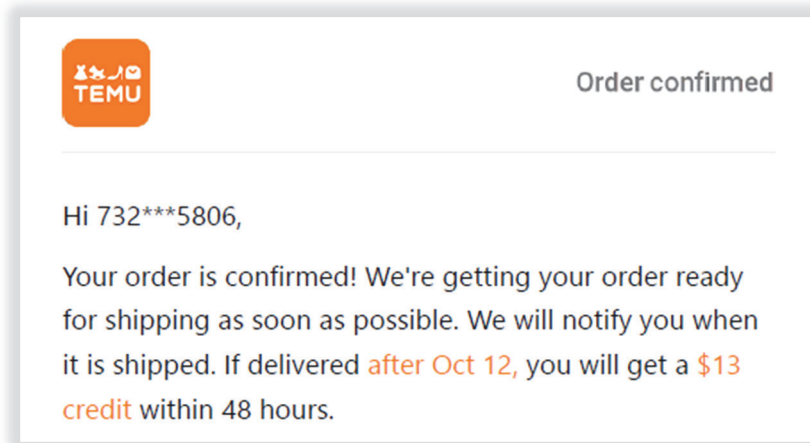 TEMU
Order confirmed
Hi 732***5806,
Your order is confirmed! We're getting your order ready
for shipping as soon as possible. We will notify you when
it is shipped. If delivered after Oct 12, you will get a $13
credit within 48 hours.